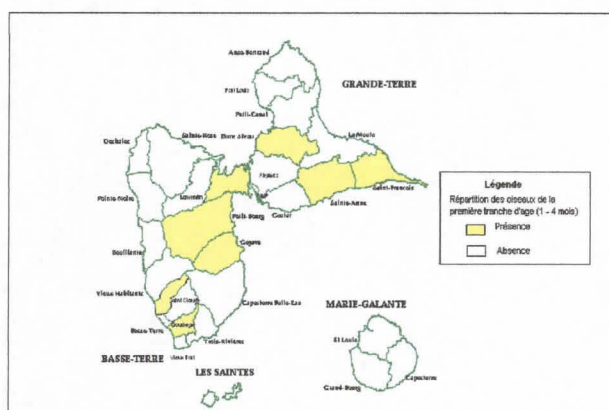 Anse-Bertrand
GRANDE-TERRE
Port Louis
Petit-Canal
Sainte-Rose
Morne à l'eau
Le Moule
Deshaies
Abymes
Saint-François
Pointe-Noire
Lamentin
Sainte-Anne
Gosier
Petit-Bourg
Goyave
Bouillante
Vieux Habitants
Saint Claude
Capesterre Belle-Eau
MARIE-GALANTE
Basse-Terre
Gourbeyre
St Louis
Trois-Rivières
Vieux Fort
Capesterre
BASSE-TERRE
LES SAINTES
Grand-Bourg
Légende
Répartition des oiseaux de la
première tranche d'age (1 - 4 mois)
Présence
Absence